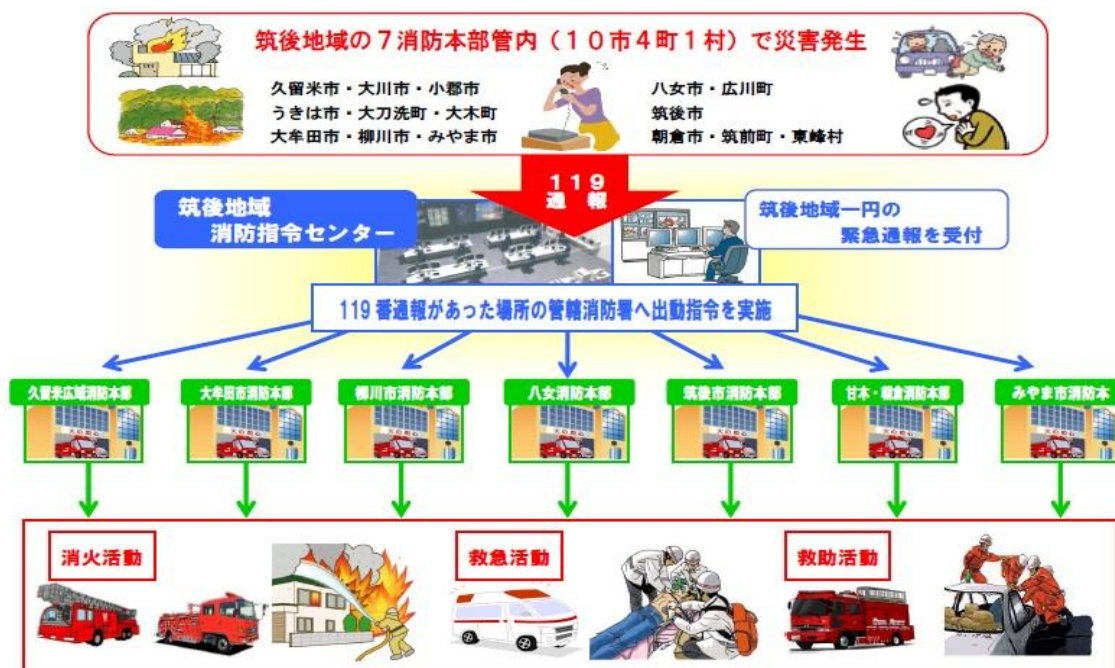 筑後地域の7消防本部管内(10市4町1村)で災害発生
久留米市・大川市・小郡市
うきは市・大刀洗町・大木町
大牟田市・柳川市・みやま市
八女市・広川町
筑後市
朝倉市・筑前町・東峰村
119
通報
筑後地域
消防指令センター
筑後地域一円の
緊急通報を受付
119番通報があった場所の管轄消防署へ出動指令を実施
久留米広域消防本部
大牟田市消防本部
柳川市消防本部
八女消防本部
筑後市消防本部
甘木・朝倉消防本部
みやま市消防本
消火活動
救急活動
救助活動